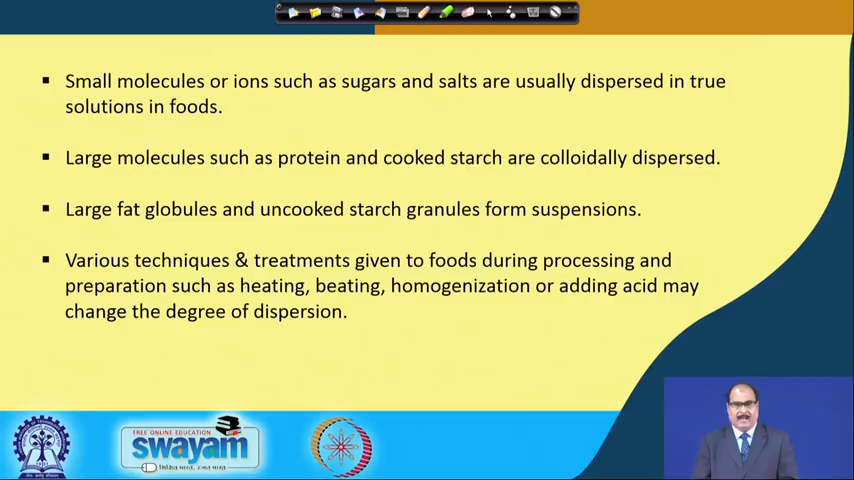 ▪ Small molecules or ions such as sugars and salts are usually dispersed in true
solutions in foods.
▪ Large molecules such as protein and cooked starch are colloidally dispersed.
▪ Large fat globules and uncooked starch granules form suspensions.
▪ Various techniques & treatments given to foods during processing and
preparation such as heating, beating, homogenization or adding acid may
change the degree of dispersion.
FREE ONLINE EDUCATION
swayam